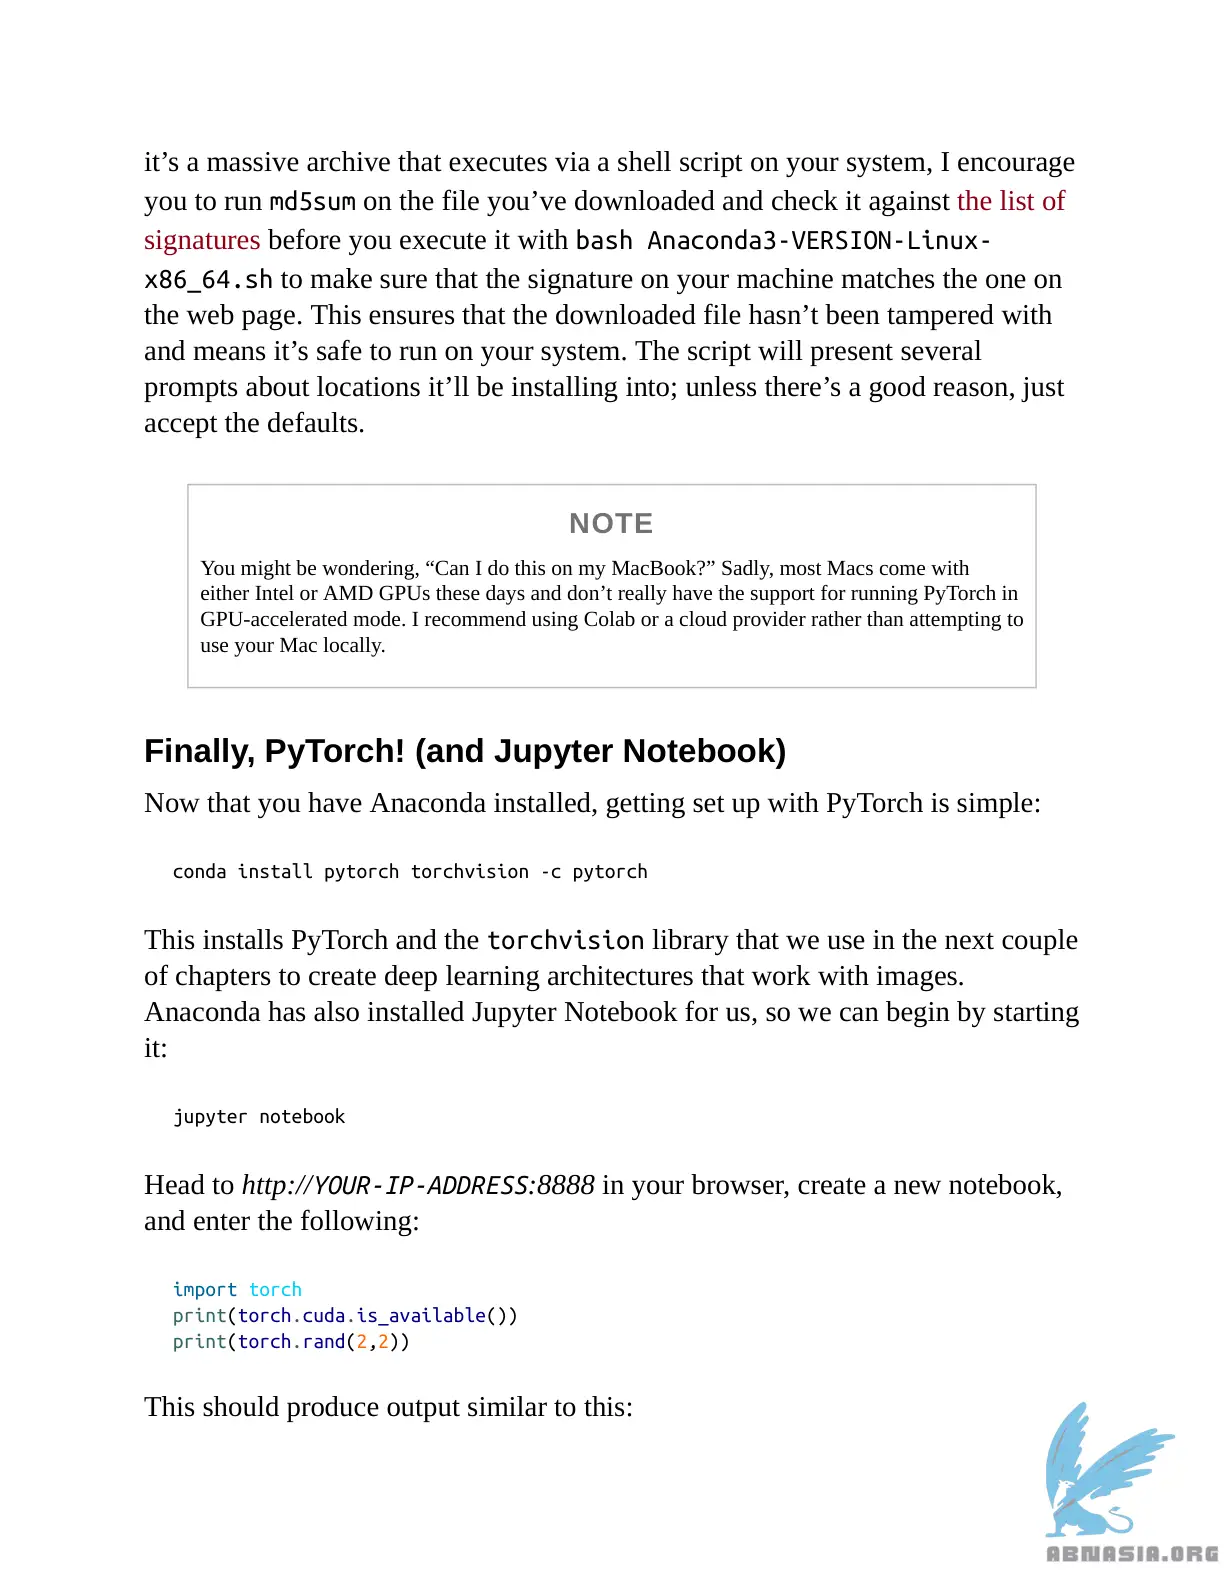 it’s a massive archive that executes via a shell script on your system, I encourage
you to run md5sum on the file you’ve downloaded and check it against the list of
signatures before you execute it with bash Anaconda3-VERSION-Linux-
x86_64.sh to make sure that the signature on your machine matches the one on
the web page. This ensures that the downloaded file hasn’t been tampered with
and means it’s safe to run on your system. The script will present several
prompts about locations it’ll be installing into; unless there’s a good reason, just
accept the defaults.
NOTE
You might be wondering, “Can I do this on my MacBook?” Sadly, most Macs come with
either Intel or AMD GPUs these days and don’t really have the support for running PyTorch in
GPU-accelerated mode. I recommend using Colab or a cloud provider rather than attempting to
use your Mac locally.
Finally, PyTorch! (and Jupyter Notebook)
Now that you have Anaconda installed, getting set up with PyTorch is simple:
conda install pytorch torchvision -c pytorch
This installs PyTorch and the torchvision library that we use in the next couple
of chapters to create deep learning architectures that work with images.
Anaconda has also installed Jupyter Notebook for us, so we can begin by starting
it:
jupyter notebook
Head to http://YOUR-IP-ADDRESS:8888 in your browser, create a new notebook,
and enter the following:
import torch
print(torch.cuda.is_available())
print(torch.rand(2,2))
This should produce output similar to this:
ABNASIA.ORG